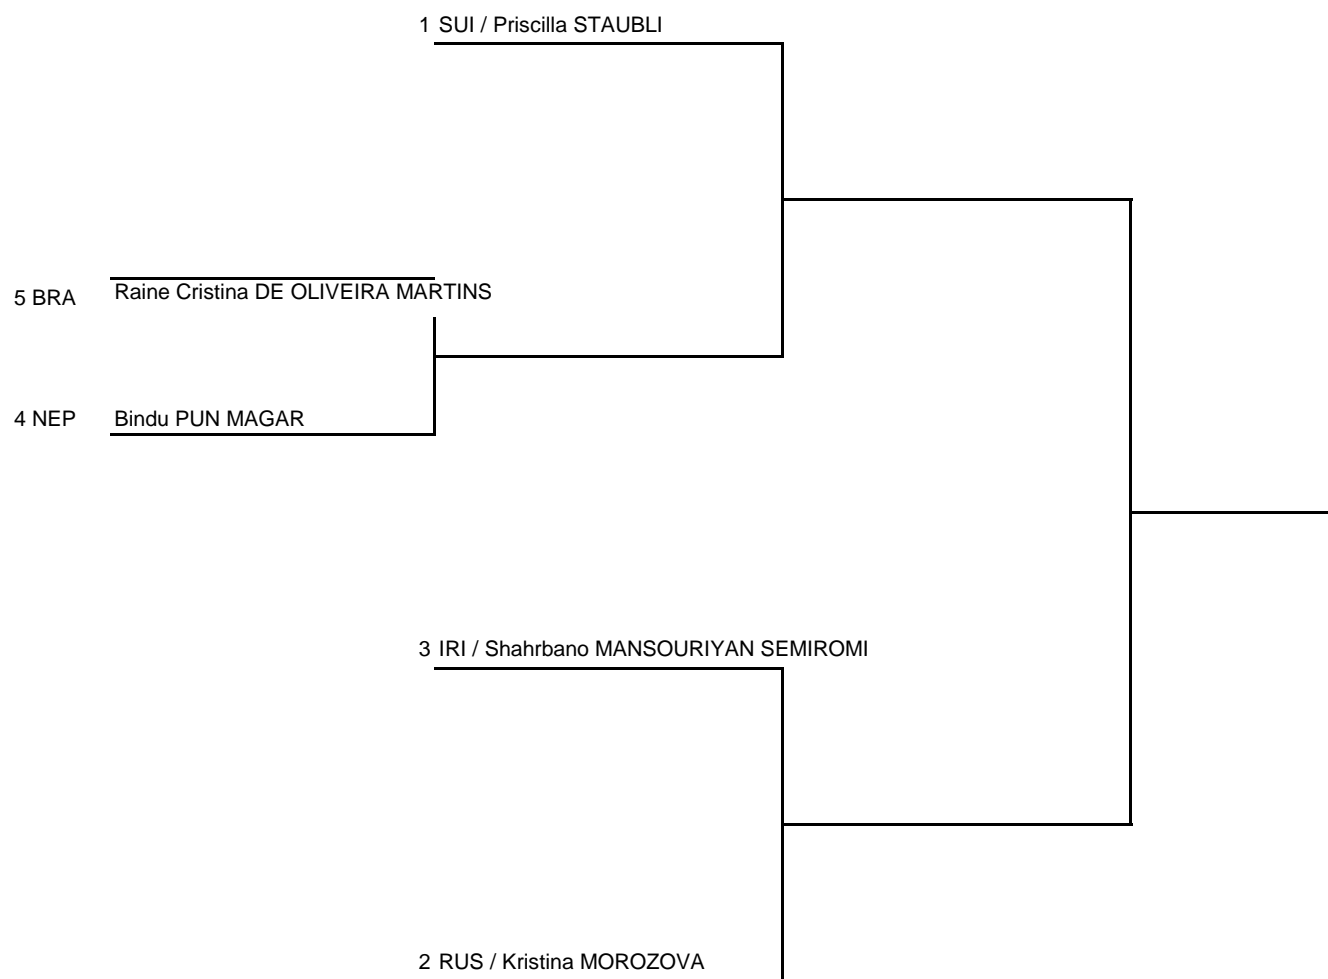 1 SUI / Priscilla STAUBLI
5 BRA Raine Cristina DE OLIVEIRA MARTINS
4 NEP Bindu PUN MAGAR
3 IRI / Shahrbano MANSOURIYAN SEMIROMI
2 RUS / Kristina MOROZOVA